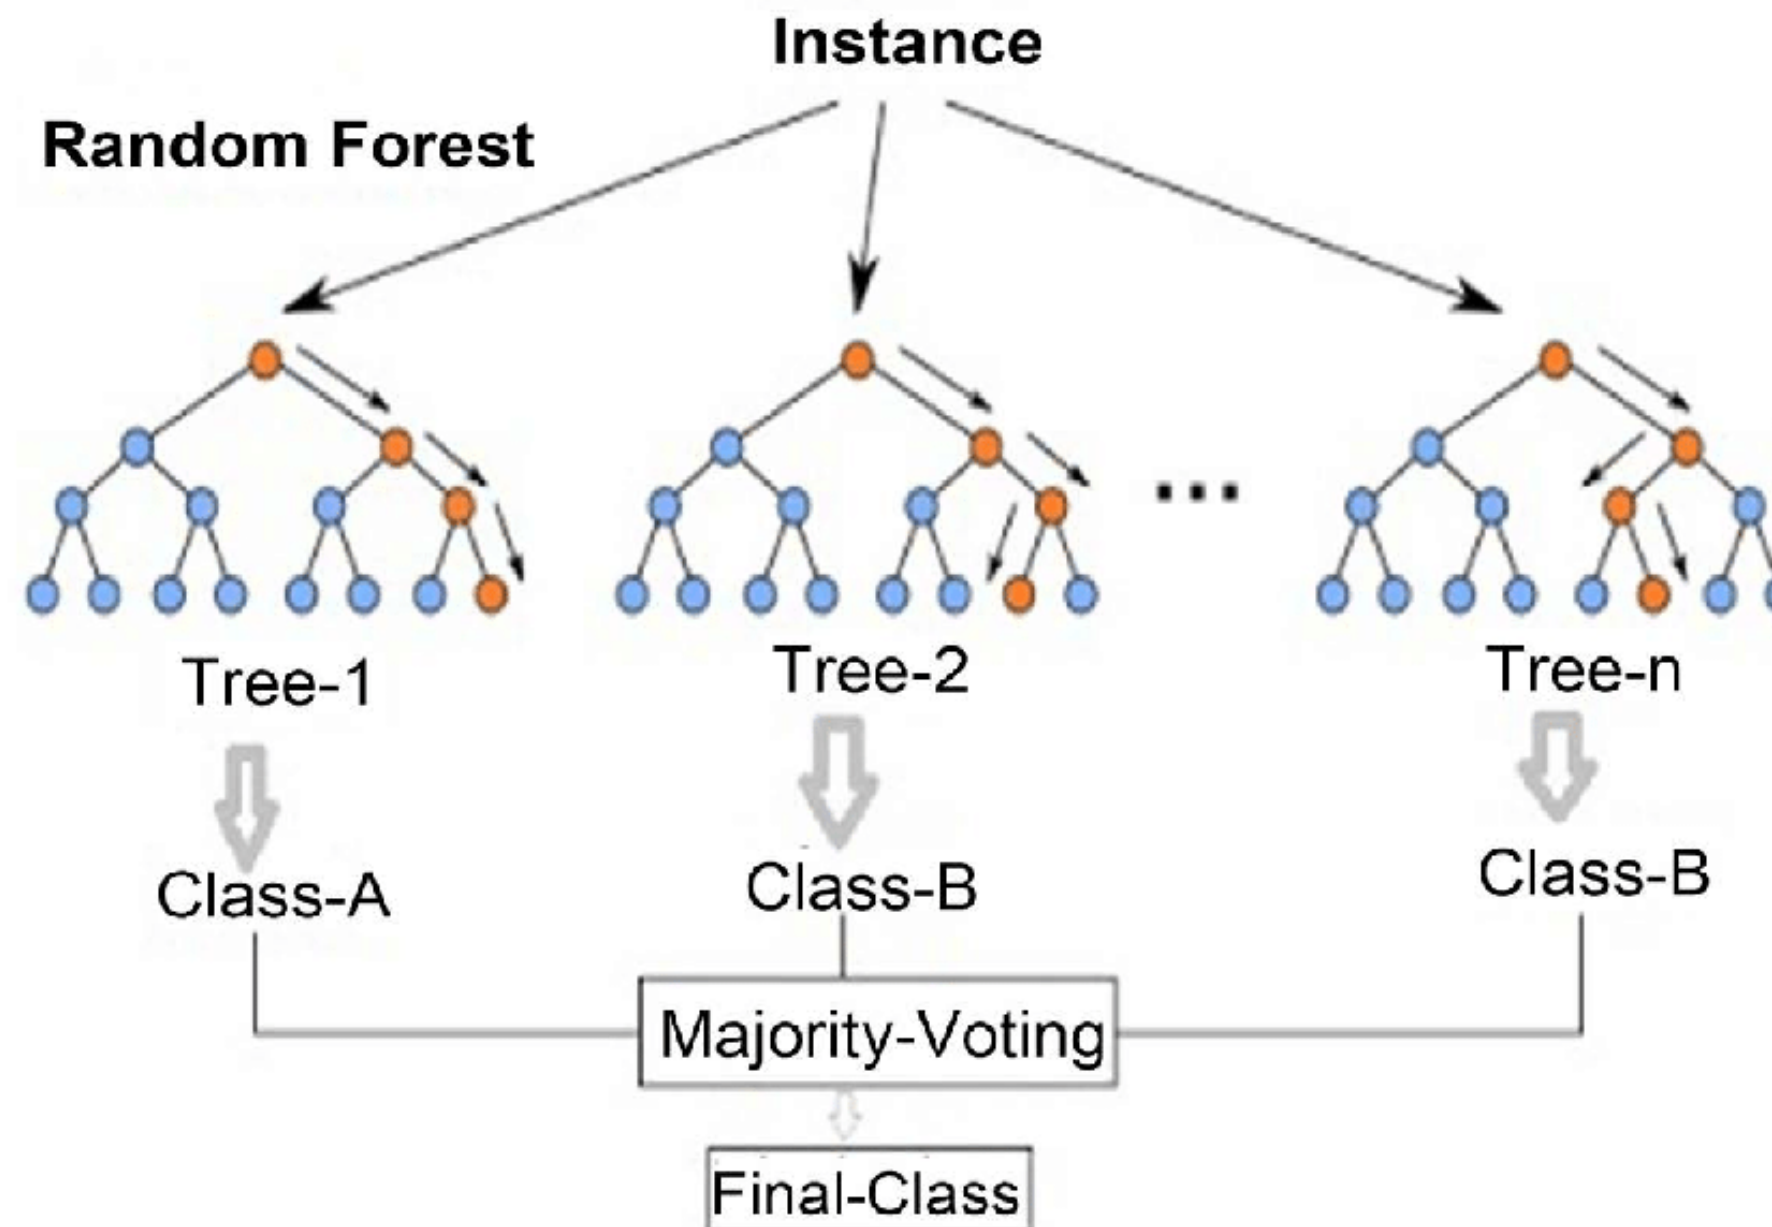 Instance
Random Forest
...
Tree-1
Tree-2
Tree-n
Class-A
Class-B
Class-B
Majority-Voting
Final-Class